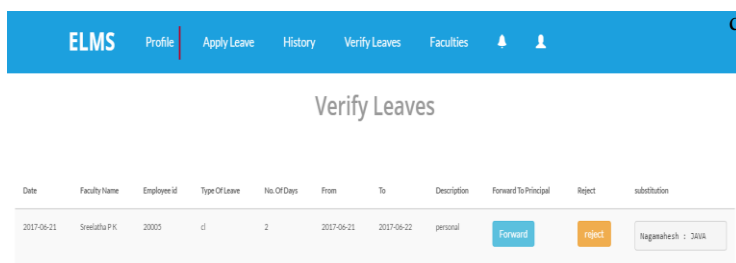 ELMS Profile Apply Leave History Verify Leaves Faculties
Verify Leaves
Date Faculty Name Employee id Type Of Leave No. Of Days From To Description Forward To Principal Reject substitution
2017-06-21 Sreelatha P K 20005 cl 2 2017-06-21 2017-06-22 personal Forward reject Nagamahesh : JAVA